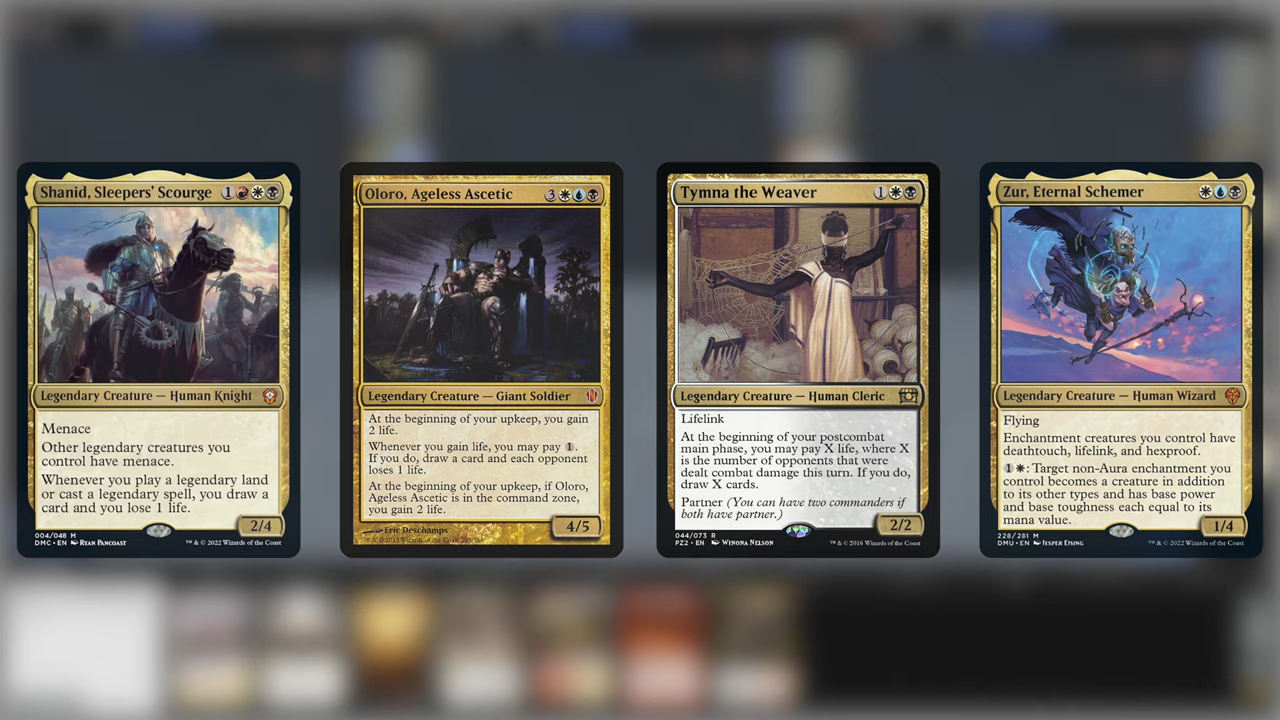 Shanid, Sleepers' Scourge 1
Legendary Creature — Human Knight
Menace
Other legendary creatures you
control have menace.
Whenever you play a legendary land
or cast a legendary spell, you draw a
card and you lose 1 life.
2/4
004/048 M
DMC • EN RYAN PANCOAST
™ & © 2022 Wizards of the Coast
Oloro, Ageless Ascetic 3
Legendary Creature — Giant Soldier
At the beginning of your upkeep, you gain
2 life.
Whenever you gain life, you may pay 1.
If you do, draw a card and each opponent
loses 1 life.
At the beginning of your upkeep, if Oloro,
Ageless Ascetic is in the command zone,
you gain 2 life.
4/5
Eric Deschamps
Tymna the Weaver 1
Legendary Creature — Human Cleric
Lifelink
At the beginning of your postcombat
main phase, you may pay X life, where X
is the number of opponents that were
dealt combat damage this turn. If you do,
draw X cards.
Partner (You can have two commanders if
both have partner.)
2/2
044/073 R
PZ2 • EN WINONA NELSON
™ & © 2016 Wizards of the Coast
Zur, Eternal Schemer
Legendary Creature — Human Wizard
Flying
Enchantment creatures you control have
deathtouch, lifelink, and hexproof.
1 : Target non-Aura enchantment you
control becomes a creature in addition
to its other types and has base power
and base toughness each equal to its
mana value.
1/4
228/281 M
DMU • EN JESPER EJSING
™ & © 2022 Wizards of the Coast